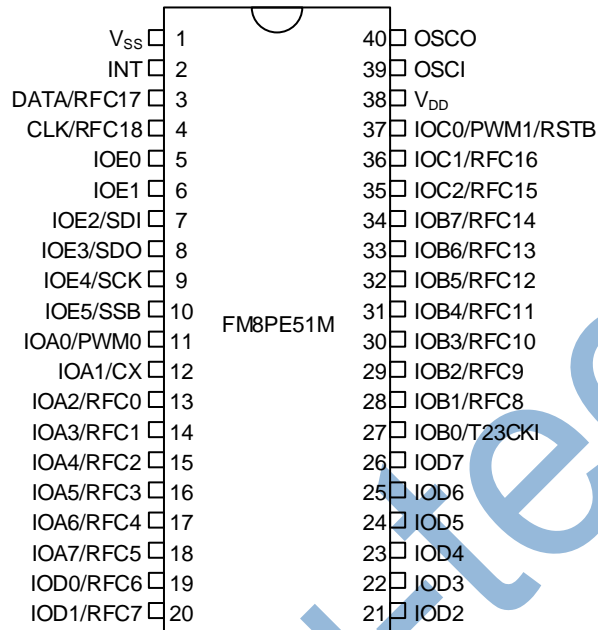 VSS 1 40 OSCO
INT 2 39 OSCI
DATA/RFC17 3 38 VDD
CLK/RFC18 4 37 IOC0/PWM1/RSTB
IOE0 5 36 IOC1/RFC16
IOE1 6 35 IOC2/RFC15
IOE2/SDI 7 34 IOB7/RFC14
IOE3/SDO 8 33 IOB6/RFC13
IOE4/SCK 9 32 IOB5/RFC12
IOE5/SSB 10 31 IOB4/RFC11
FM8PE51M
IOA0/PWM0 11 30 IOB3/RFC10
IOA1/CX 12 29 IOB2/RFC9
IOA2/RFC0 13 28 IOB1/RFC8
IOA3/RFC1 14 27 IOB0/T23CKI
IOA4/RFC2 15 26 IOD7
IOA5/RFC3 16 25 IOD6
IOA6/RFC4 17 24 IOD5
IOA7/RFC5 18 23 IOD4
IOD0/RFC6 19 22 IOD3
IOD1/RFC7 20 21 IOD2